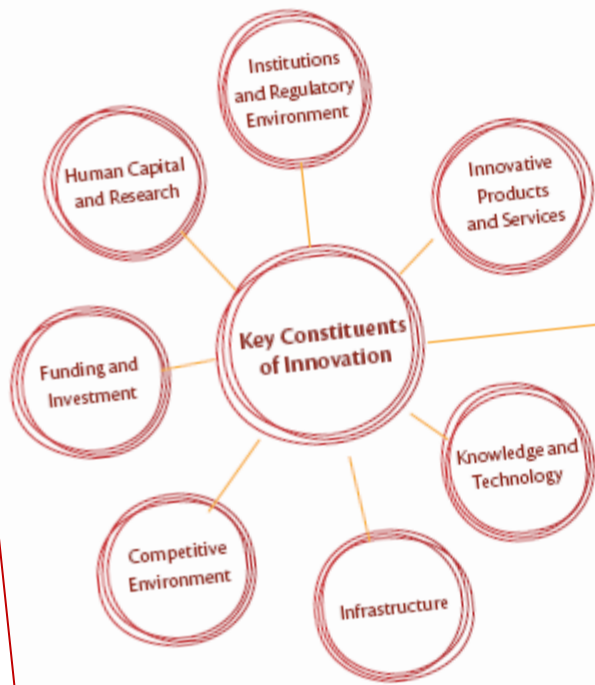 Institutions
and Regulatory
Environment
Human Capital
and Research
Innovative
Products
and Services
Key Constituents
of Innovation
Funding and
Investment
Knowledge and
Technology
Competitive
Environment
Infrastructure